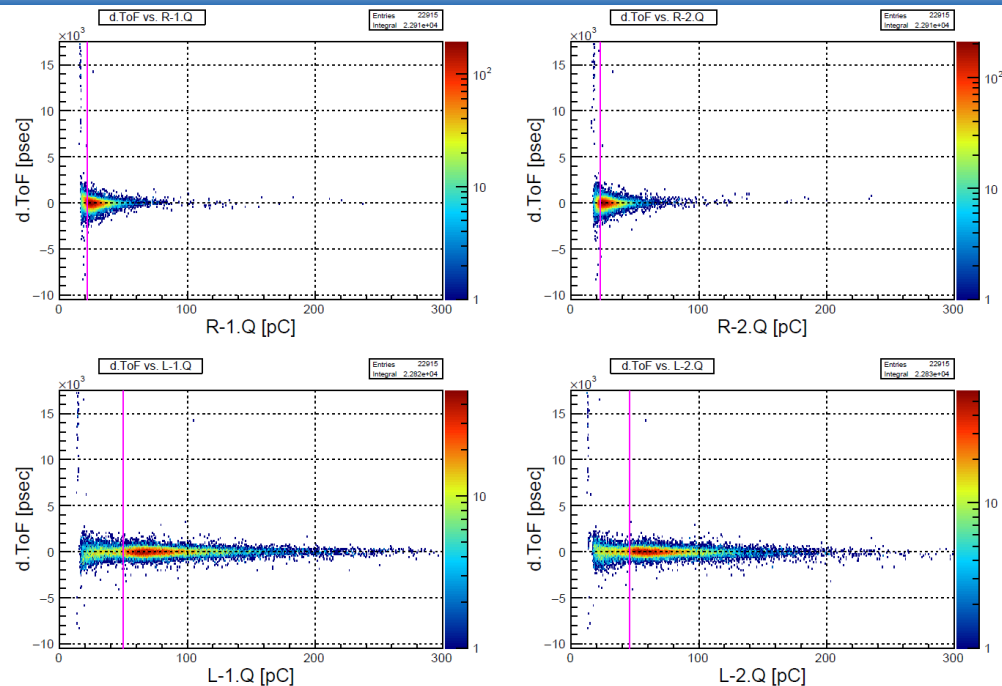 d.ToF vs. R-1.Q
Entries 22915
Integral 2.291e+04
×10³
15
10
5
0
−5
−10
d.ToF [psec]
0 100 200 300
R-1.Q [pC]
10²
10
1
d.ToF vs. R-2.Q
Entries 22915
Integral 2.291e+04
×10³
15
10
5
0
−5
−10
d.ToF [psec]
0 100 200 300
R-2.Q [pC]
10²
10
1
d.ToF vs. L-1.Q
Entries 22915
Integral 2.282e+04
×10³
15
10
5
0
−5
−10
d.ToF [psec]
0 100 200 300
L-1.Q [pC]
10
1
d.ToF vs. L-2.Q
Entries 22915
Integral 2.283e+04
×10³
15
10
5
0
−5
−10
d.ToF [psec]
0 100 200 300
L-2.Q [pC]
10
1